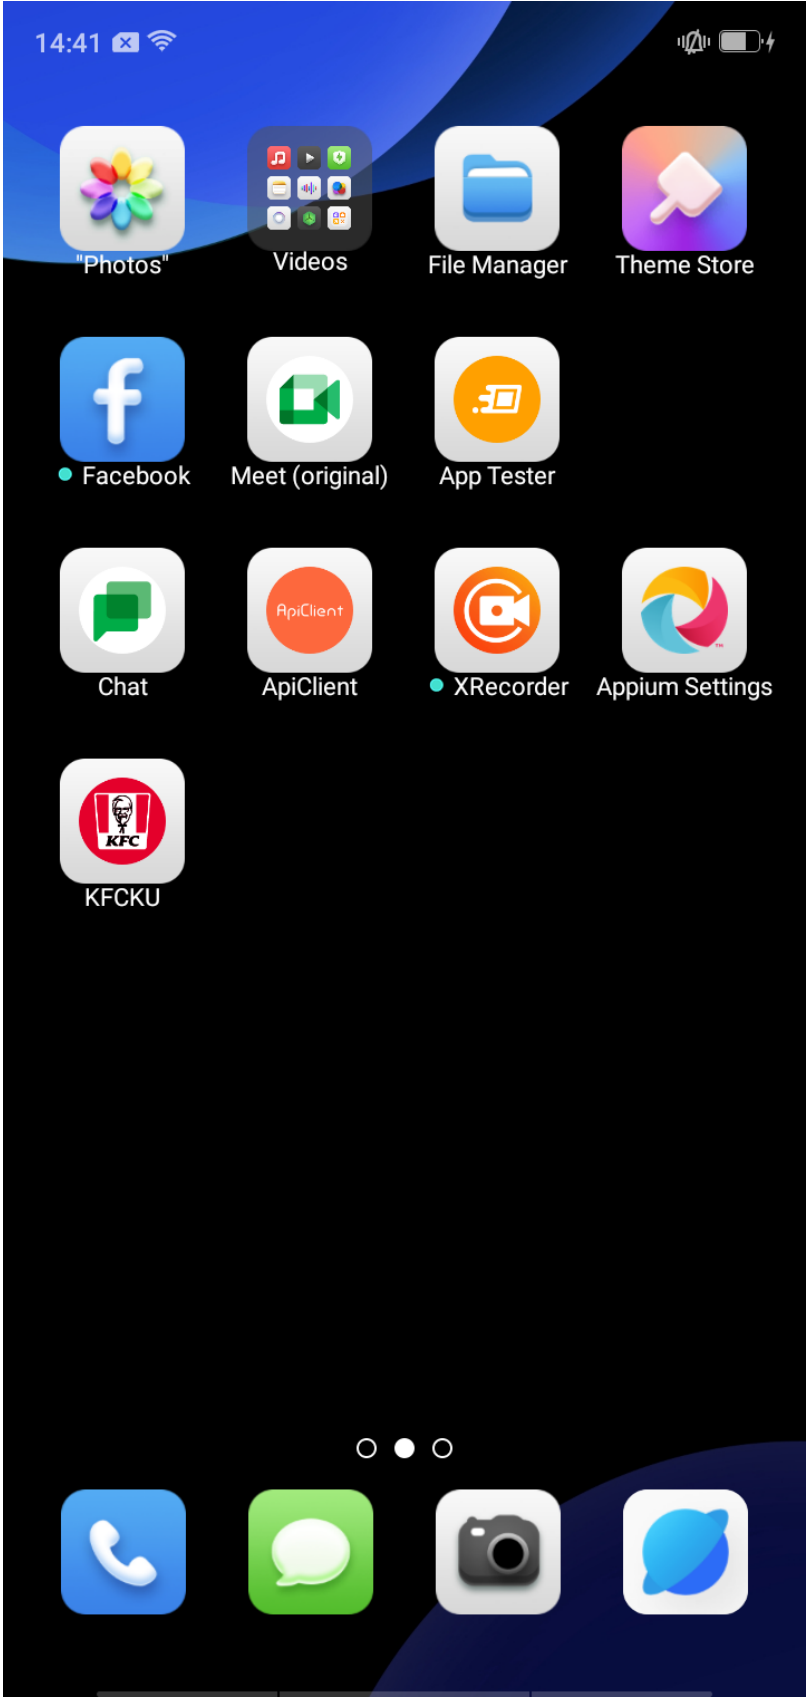 14:41
"Photos"
Videos
File Manager
Theme Store
Facebook
Meet (original)
App Tester
Chat
ApiClient
ApiClient
XRecorder
Appium Settings
TM
KFC
KFCKU